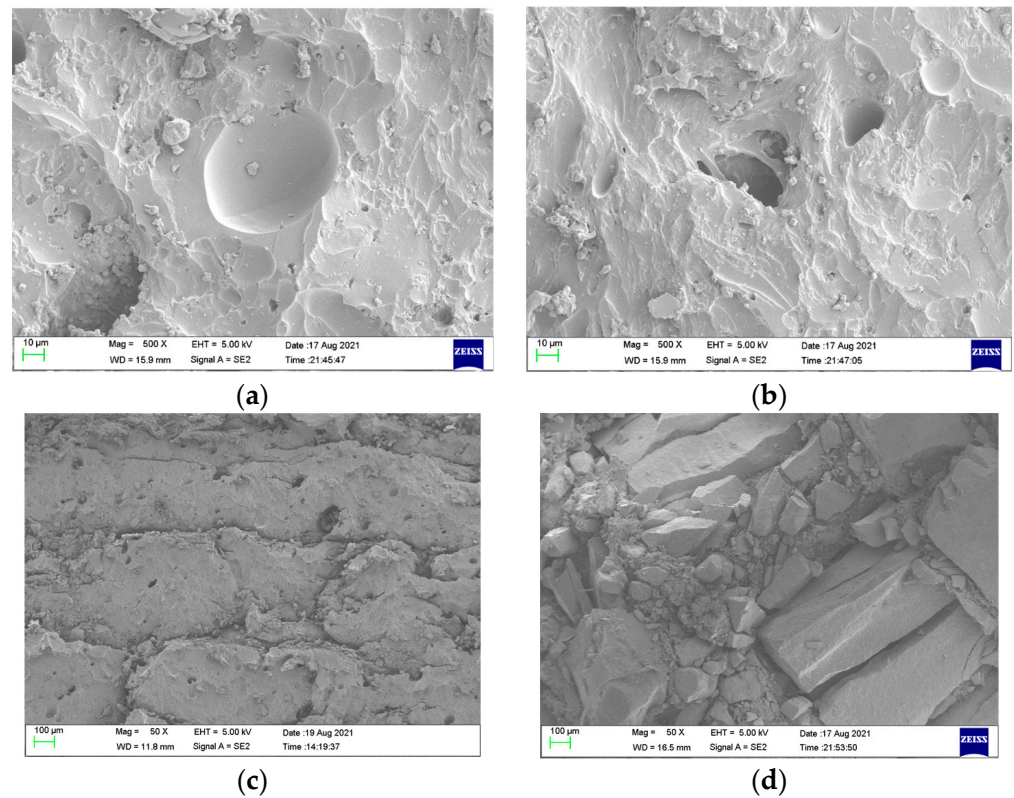 10 µm Mag = 500 X EHT = 5.00 kV Date :17 Aug 2021
WD = 15.9 mm Signal A = SE2 Time :21:45:47
ZEISS
(a)
10 µm Mag = 500 X EHT = 5.00 kV Date :17 Aug 2021
WD = 15.9 mm Signal A = SE2 Time :21:47:05
ZEISS
(b)
100 µm Mag = 50 X EHT = 5.00 kV Date :19 Aug 2021
WD = 11.8 mm Signal A = SE2 Time :14:19:37
(c)
100 µm Mag = 50 X EHT = 5.00 kV Date :17 Aug 2021
WD = 16.5 mm Signal A = SE2 Time :21:53:50
ZEISS
(d)